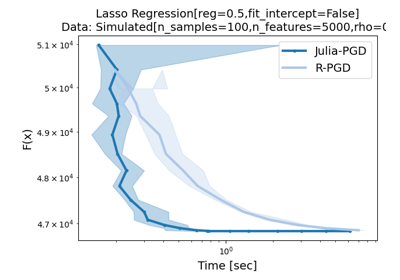 Lasso Regression[reg=0.5,fit_intercept=False]
Data: Simulated[n_samples=100,n_features=5000,rho=0
5.1 × 10⁴
5 × 10⁴
4.9 × 10⁴
4.8 × 10⁴
4.7 × 10⁴
F(x)
Julia-PGD
R-PGD
10⁰
Time [sec]